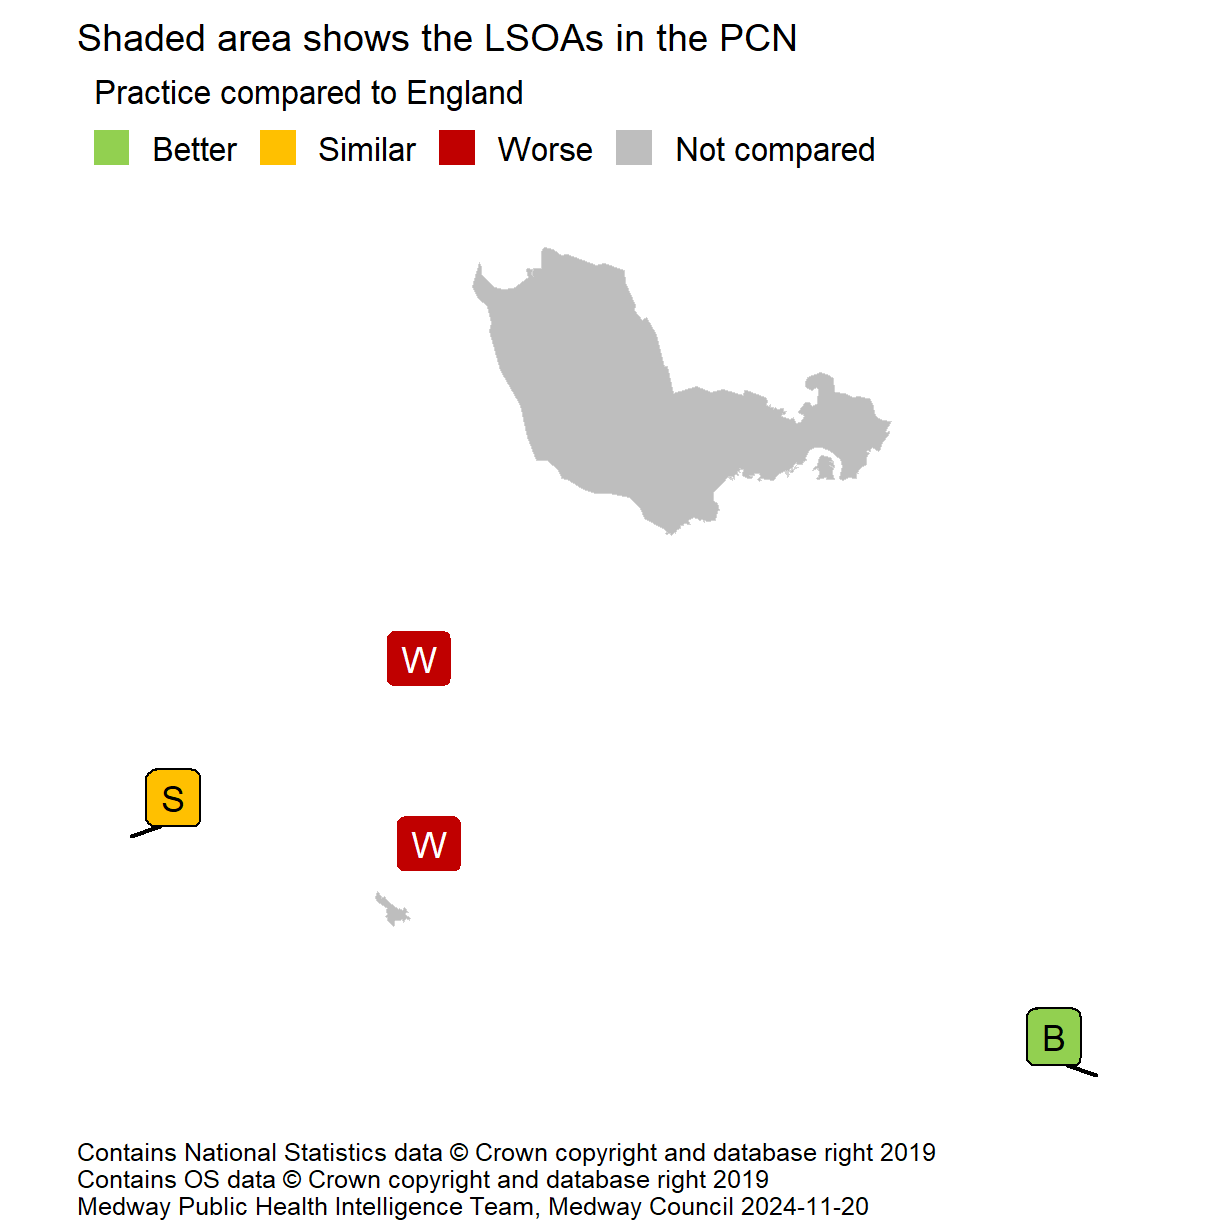 Shaded area shows the LSOAs in the PCN
Practice compared to England
Better Similar Worse Not compared
W
S
W
B
Contains National Statistics data © Crown copyright and database right 2019
Contains OS data © Crown copyright and database right 2019
Medway Public Health Intelligence Team, Medway Council 2024-11-20